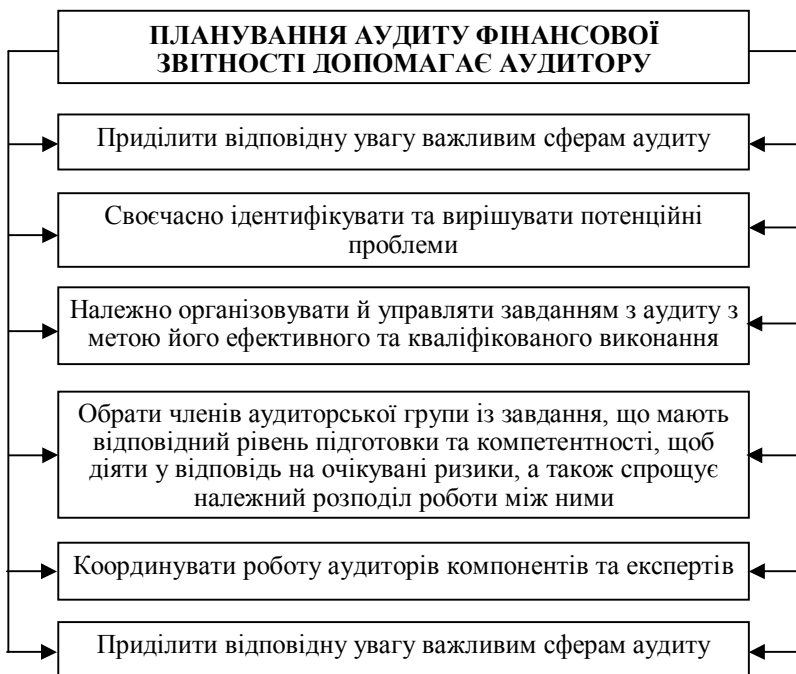 ПЛАНУВАННЯ АУДИТУ ФІНАНСОВОЇ
ЗВІТНОСТІ ДОПОМАГАЄ АУДИТОРУ
Приділити відповідну увагу важливим сферам аудиту
Своєчасно ідентифікувати та вирішувати потенційні
проблеми
Належно організовувати й управляти завданням з аудиту з
метою його ефективного та кваліфікованого виконання
Обрати членів аудиторської групи із завдання, що мають
відповідний рівень підготовки та компетентності, щоб
діяти у відповідь на очікувані ризики, а також спрощує
належний розподіл роботи між ними
Координувати роботу аудиторів компонентів та експертів
Приділити відповідну увагу важливим сферам аудиту